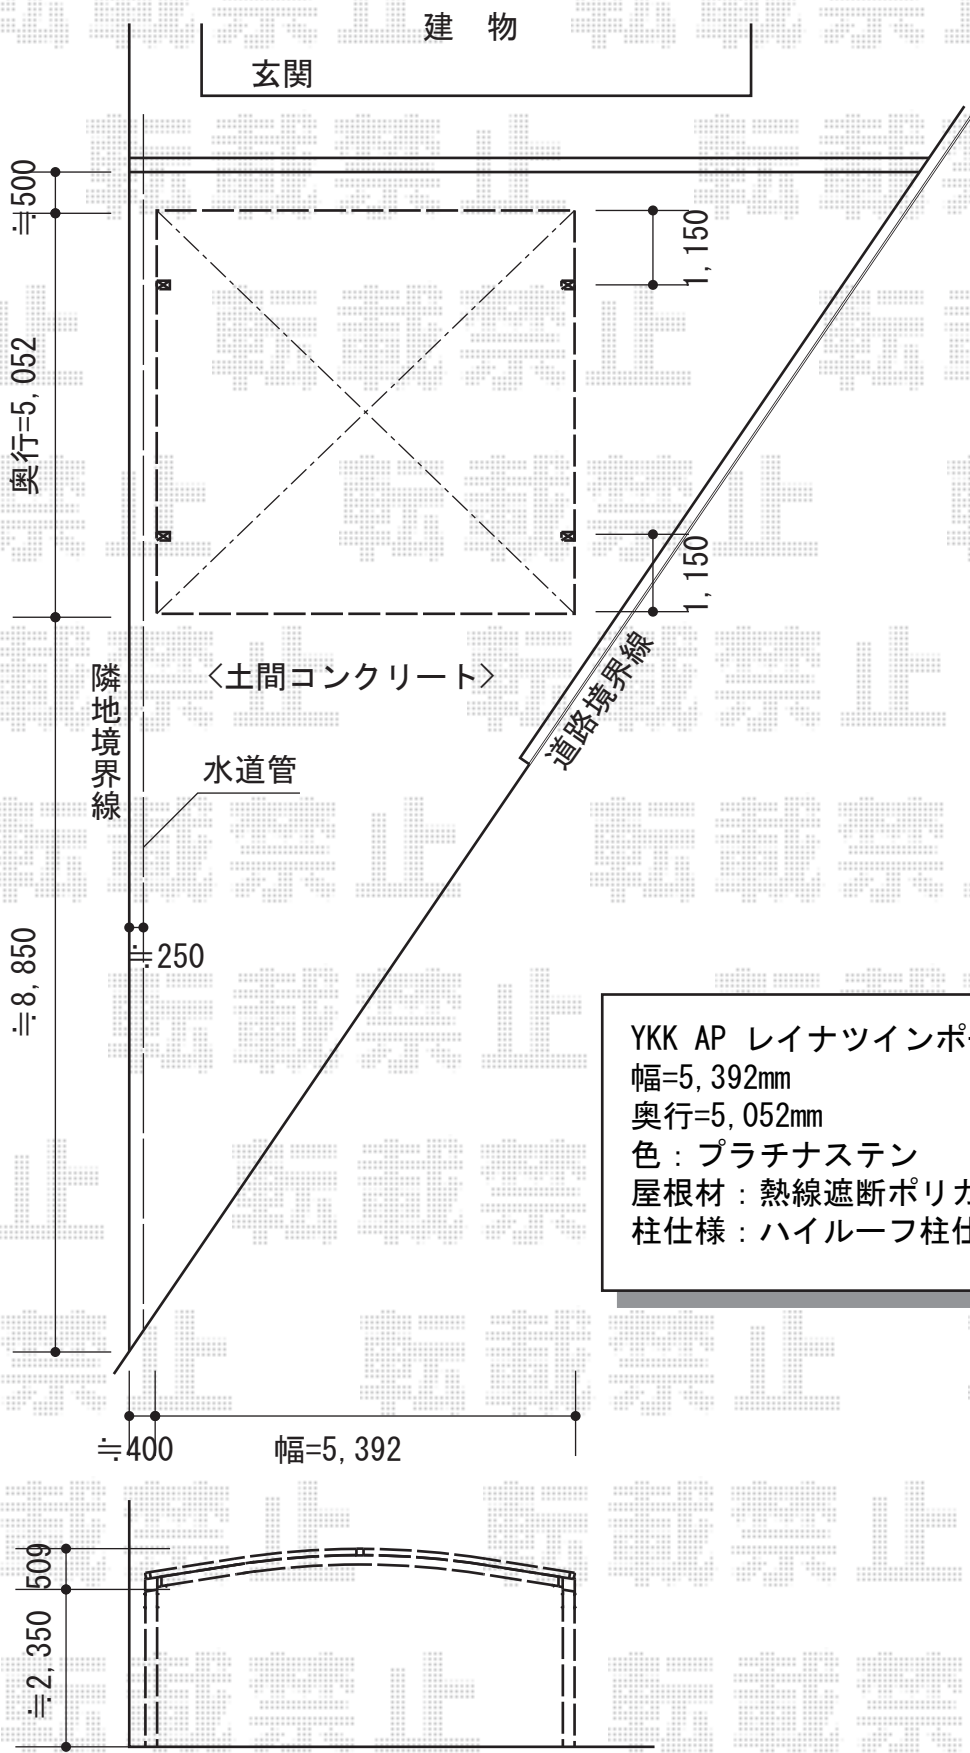 建 物
玄関
≒500
1,150
奥行=5,052
1,150
道路境界線
隣地境界線
〈土間コンクリート〉
水道管
≒250
≒8,850
YKK AP レイナツインポ
幅=5,392mm
奥行=5,052mm
色：プラチナステン
屋根材：熱線遮断ポリカ
柱仕様：ハイルーフ柱仕
≒400
幅=5,392
509
≒2,350
転載禁止